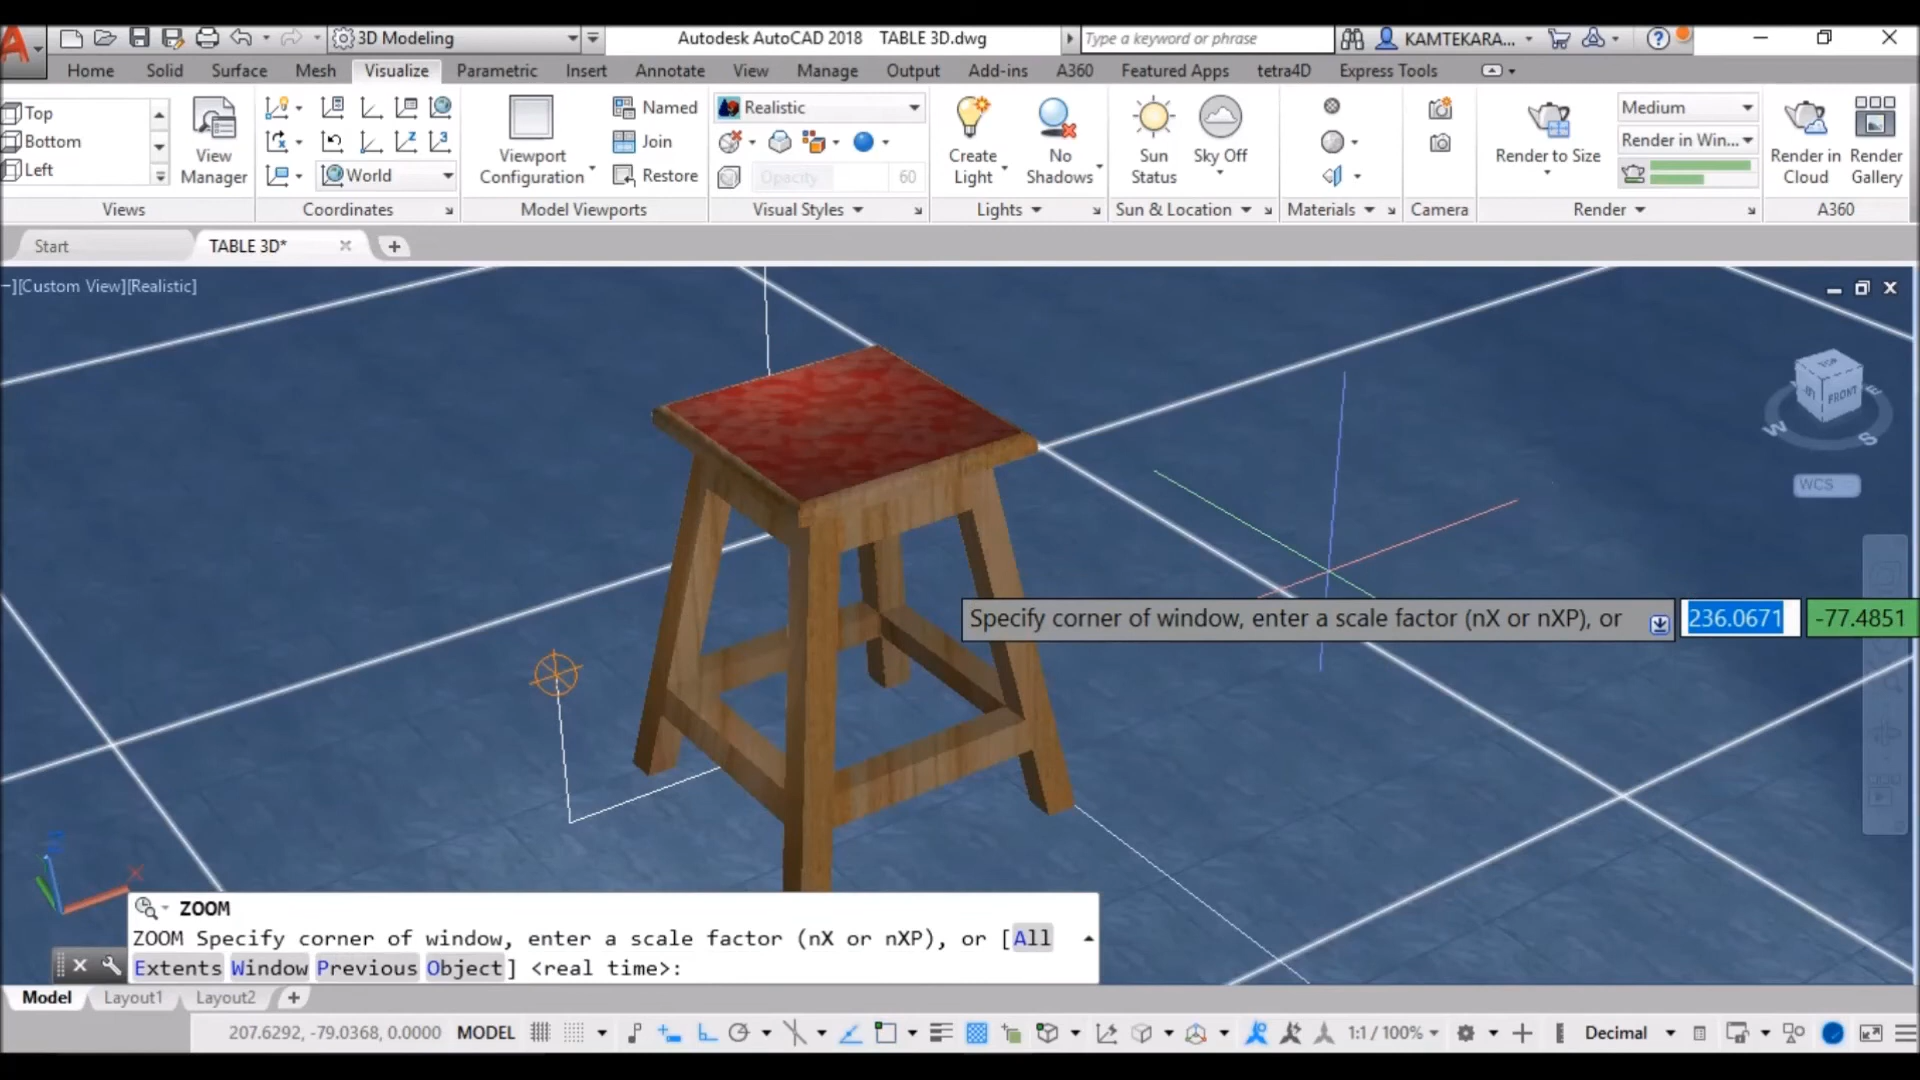 3D Modeling
Autodesk AutoCAD 2018 TABLE 3D.dwg
Type a keyword or phrase
KAMTEKARA...
Home Solid Surface Mesh Visualize Parametric Insert Annotate View Manage Output Add-ins A360 Featured Apps tetra4D Express Tools
Top
Bottom
Left
View
Manager
World
Viewport
Configuration
Named
Join
Restore
Realistic
Opacity 60
Create
Light
No
Shadows
Sun
Status
Sky Off
Render to Size
Medium
Render in Win...
Render in
Cloud
Render
Gallery
Views Coordinates Model Viewports Visual Styles Lights Sun & Location Materials Camera Render A360
Start TABLE 3D*
−][Custom View][Realistic]
TOP
FRONT
W S E
WCS
Specify corner of window, enter a scale factor (nX or nXP), or 236.0671 -77.4851
X
ZOOM
ZOOM Specify corner of window, enter a scale factor (nX or nXP), or [All
Extents Window Previous Object] <real time>:
Model Layout1 Layout2
207.6292, -79.0368, 0.0000 MODEL 1:1 / 100% Decimal